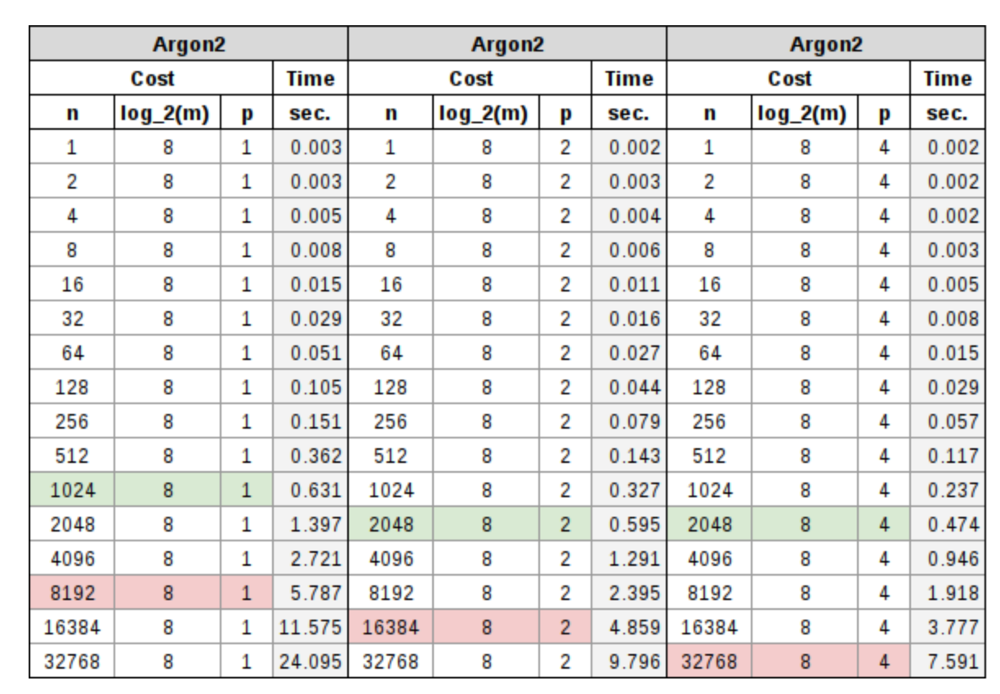 Argon2 Argon2 Argon2
Cost Time Cost Time Cost Time
n log_2(m) p sec. n log_2(m) p sec. n log_2(m) p sec.
1 8 1 0.003 1 8 2 0.002 1 8 4 0.002
2 8 1 0.003 2 8 2 0.003 2 8 4 0.002
4 8 1 0.005 4 8 2 0.004 4 8 4 0.002
8 8 1 0.008 8 8 2 0.006 8 8 4 0.003
16 8 1 0.015 16 8 2 0.011 16 8 4 0.005
32 8 1 0.029 32 8 2 0.016 32 8 4 0.008
64 8 1 0.051 64 8 2 0.027 64 8 4 0.015
128 8 1 0.105 128 8 2 0.044 128 8 4 0.029
256 8 1 0.151 256 8 2 0.079 256 8 4 0.057
512 8 1 0.362 512 8 2 0.143 512 8 4 0.117
1024 8 1 0.631 1024 8 2 0.327 1024 8 4 0.237
2048 8 1 1.397 2048 8 2 0.595 2048 8 4 0.474
4096 8 1 2.721 4096 8 2 1.291 4096 8 4 0.946
8192 8 1 5.787 8192 8 2 2.395 8192 8 4 1.918
16384 8 1 11.575 16384 8 2 4.859 16384 8 4 3.777
32768 8 1 24.095 32768 8 2 9.796 32768 8 4 7.591